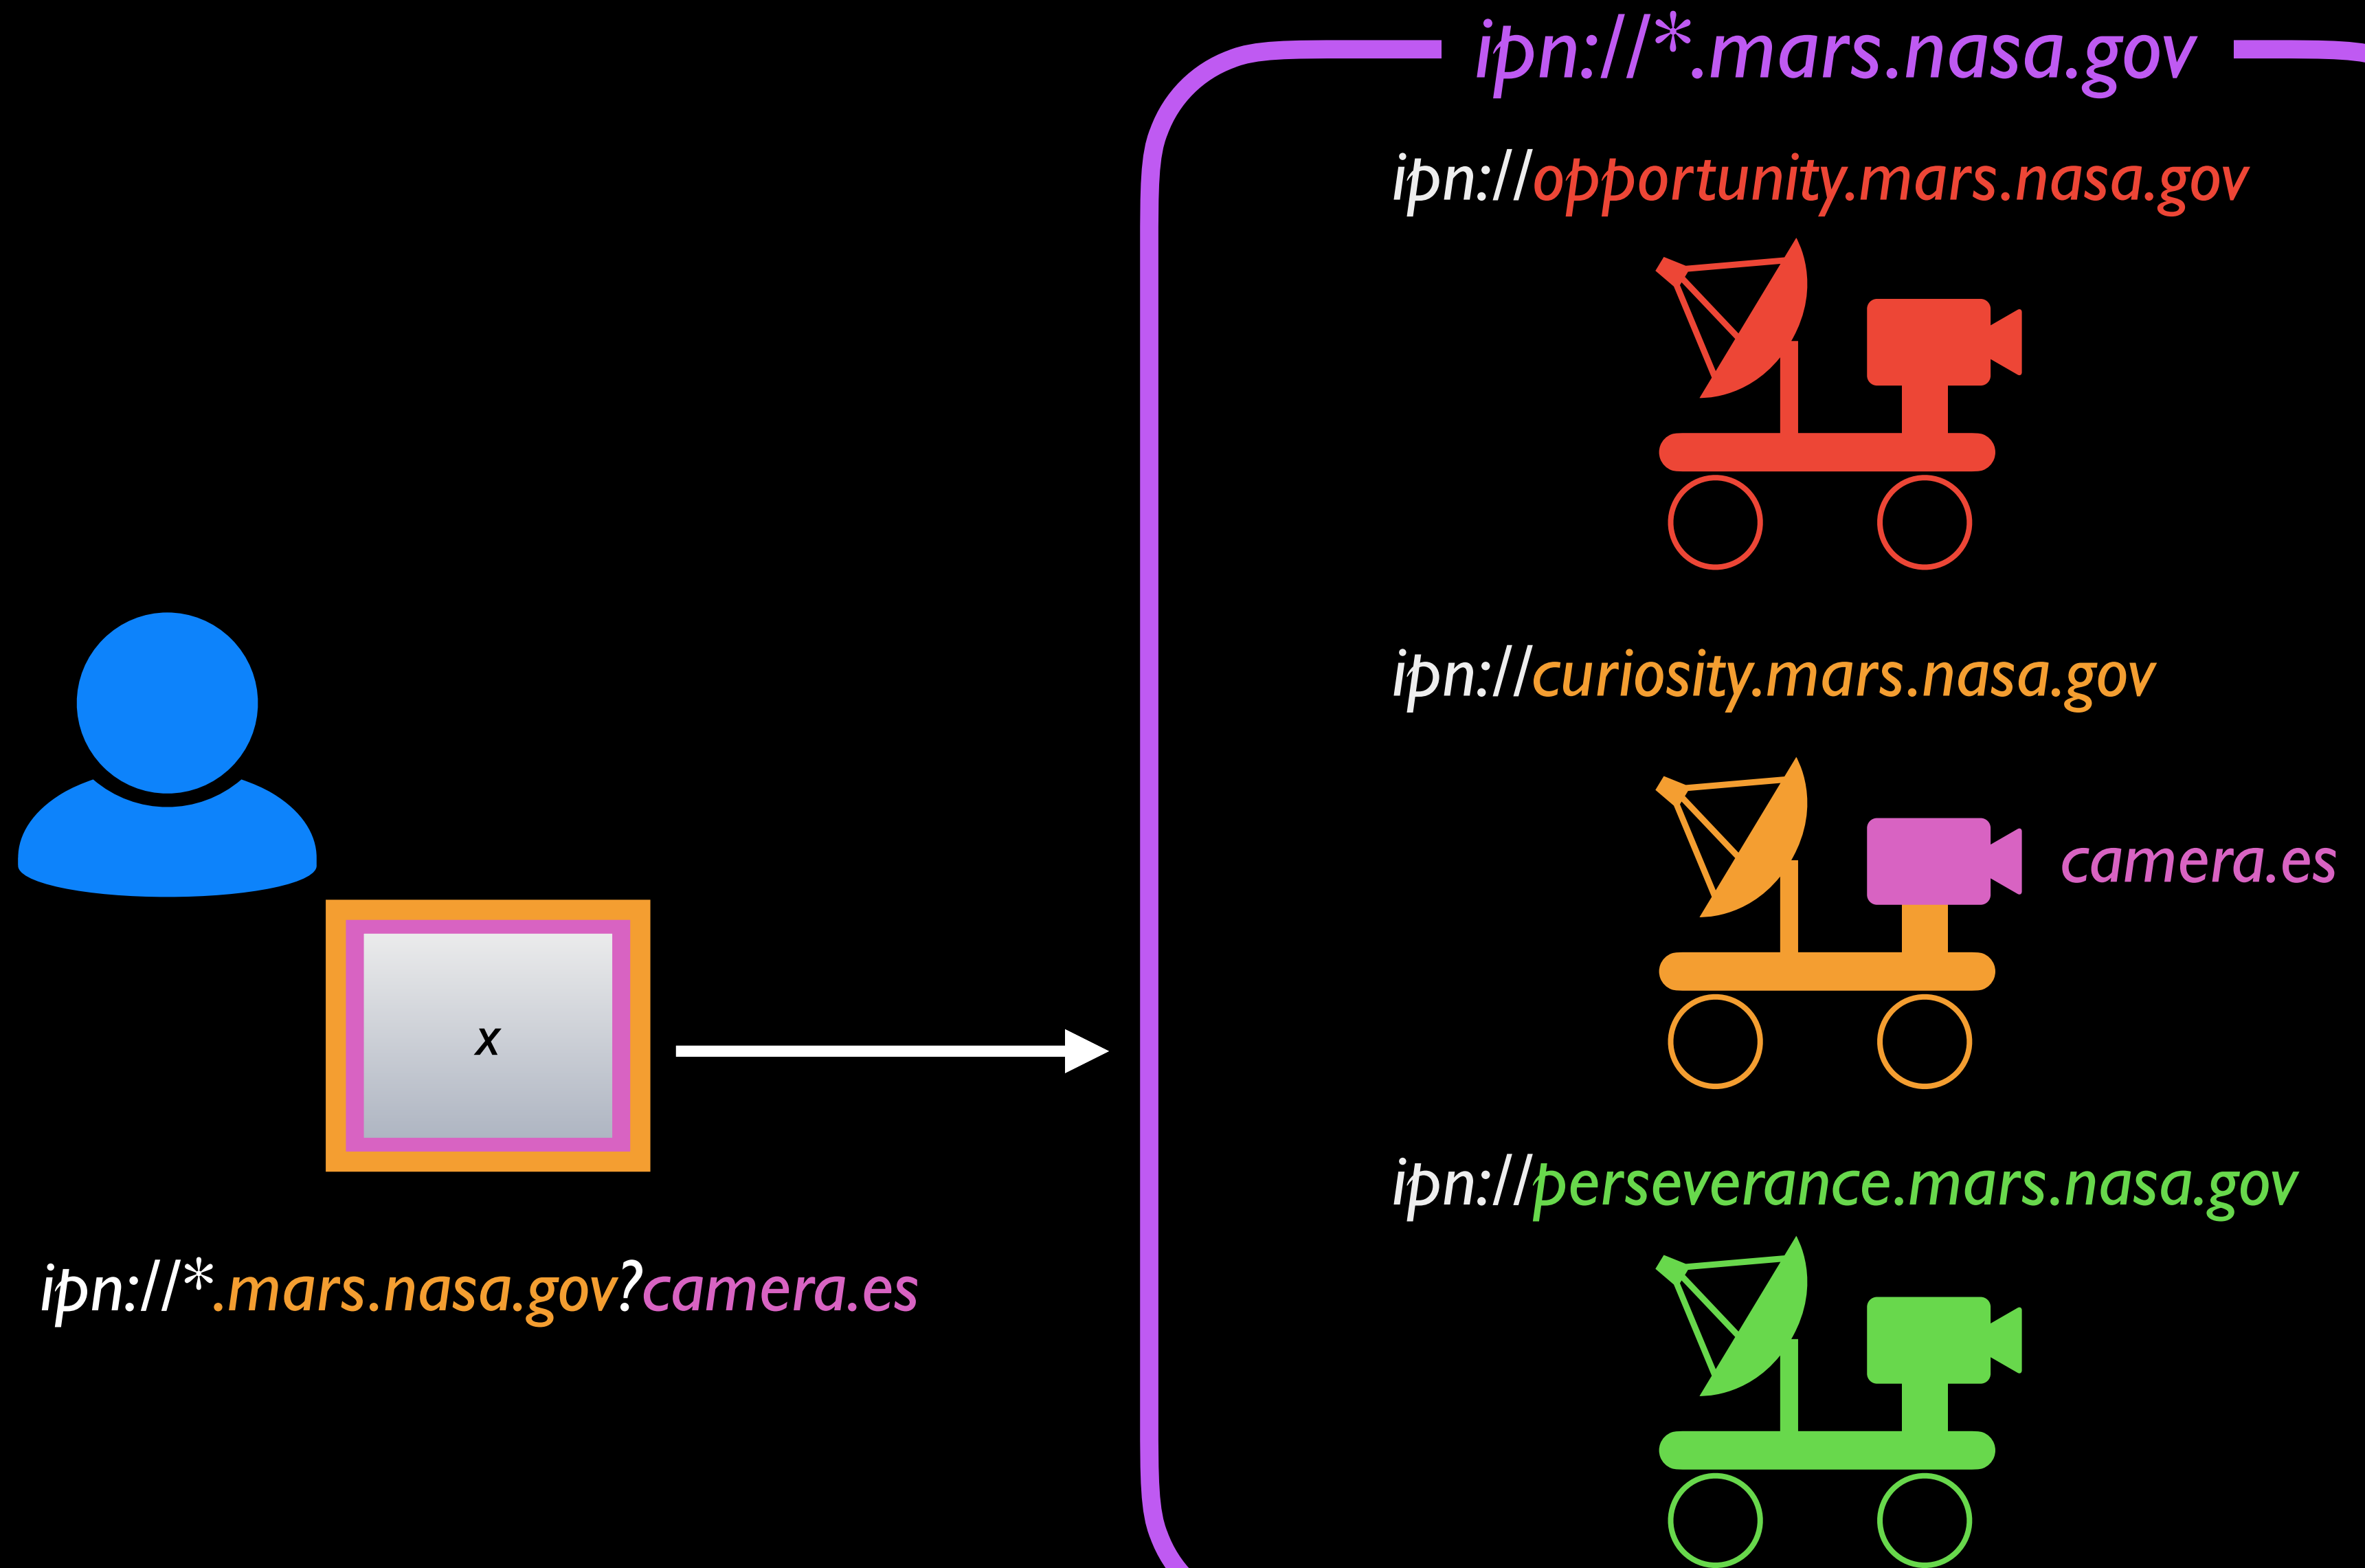 ipn://*.mars.nasa.gov
ipn://opportunity.mars.nasa.gov
ipn://curiosity.mars.nasa.gov
camera.es
x
ipn://perseverance.mars.nasa.gov
ipn://*.mars.nasa.gov?camera.es